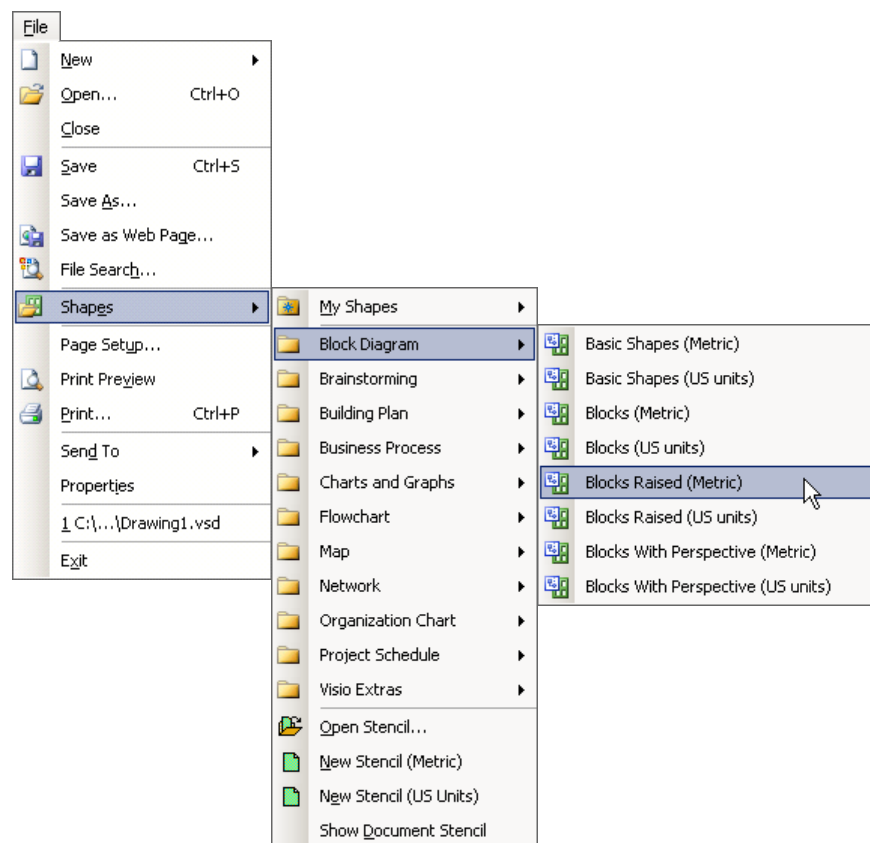 File
New
Open... Ctrl+O
Close
Save Ctrl+S
Save As...
Save as Web Page...
File Search...
Shapes
Page Setup...
Print Preview
Print... Ctrl+P
Send To
Properties
1 C:\...\Drawing1.vsd
Exit
My Shapes
Block Diagram
Brainstorming
Building Plan
Business Process
Charts and Graphs
Flowchart
Map
Network
Organization Chart
Project Schedule
Visio Extras
Open Stencil...
New Stencil (Metric)
New Stencil (US Units)
Show Document Stencil
Basic Shapes (Metric)
Basic Shapes (US units)
Blocks (Metric)
Blocks (US units)
Blocks Raised (Metric)
Blocks Raised (US units)
Blocks With Perspective (Metric)
Blocks With Perspective (US units)